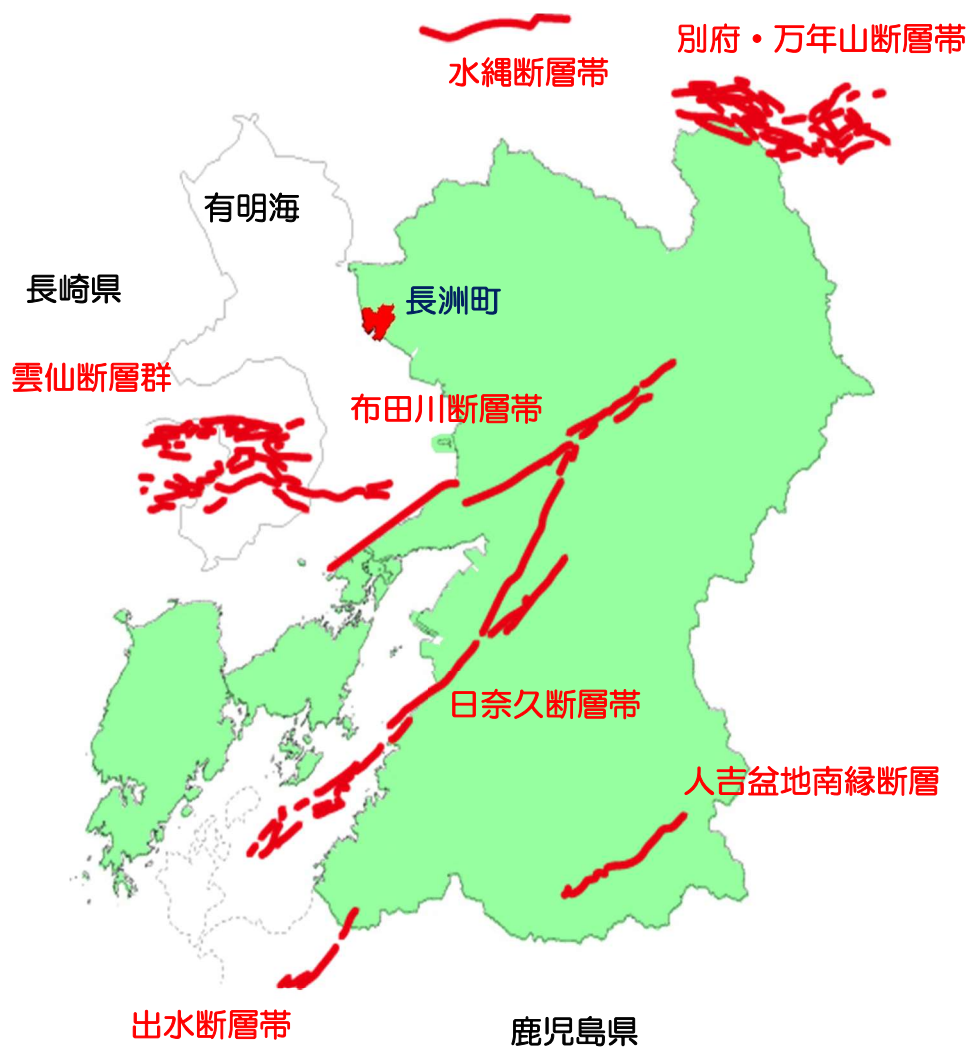 別府・万年山断層帯
水縄断層帯
有明海
長崎県
長洲町
雲仙断層群
布田川断層帯
日奈久断層帯
人吉盆地南縁断層
出水断層帯
鹿児島県